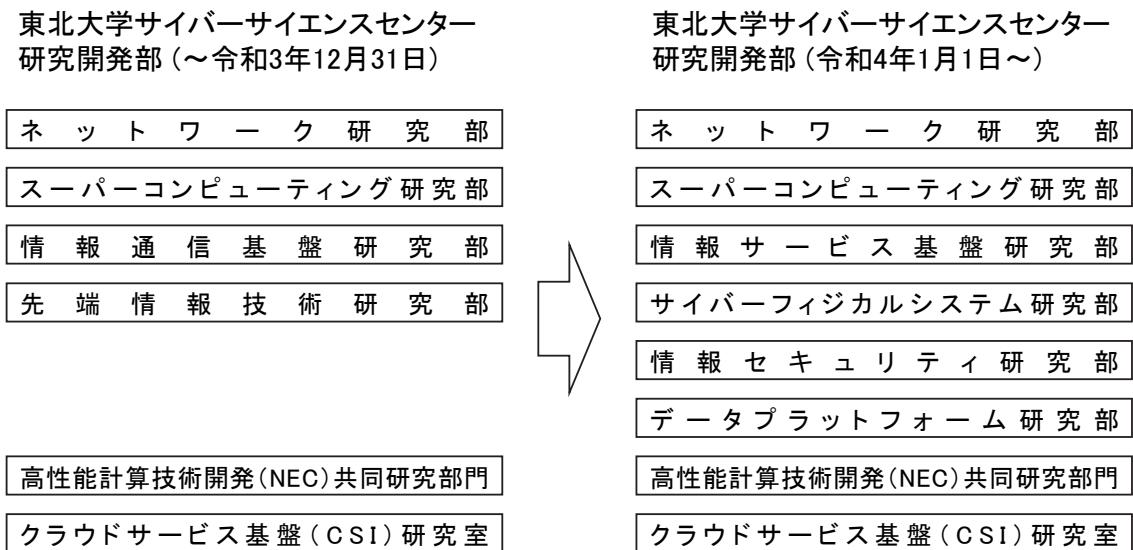 東北大学サイバーサイエンスセンター
研究開発部(～令和3年12月31日)
ネットワーク研究部
スーパーコンピューティング研究部
情報通信基盤研究部
先端情報技術研究部
高性能計算技術開発(NEC)共同研究部門
クラウドサービス基盤(CSI)研究室
東北大学サイバーサイエンスセンター
研究開発部(令和4年1月1日～)
ネットワーク研究部
スーパーコンピューティング研究部
情報サービス基盤研究部
サイバーフィジカルシステム研究部
情報セキュリティ研究部
データプラットフォーム研究部
高性能計算技術開発(NEC)共同研究部門
クラウドサービス基盤(CSI)研究室